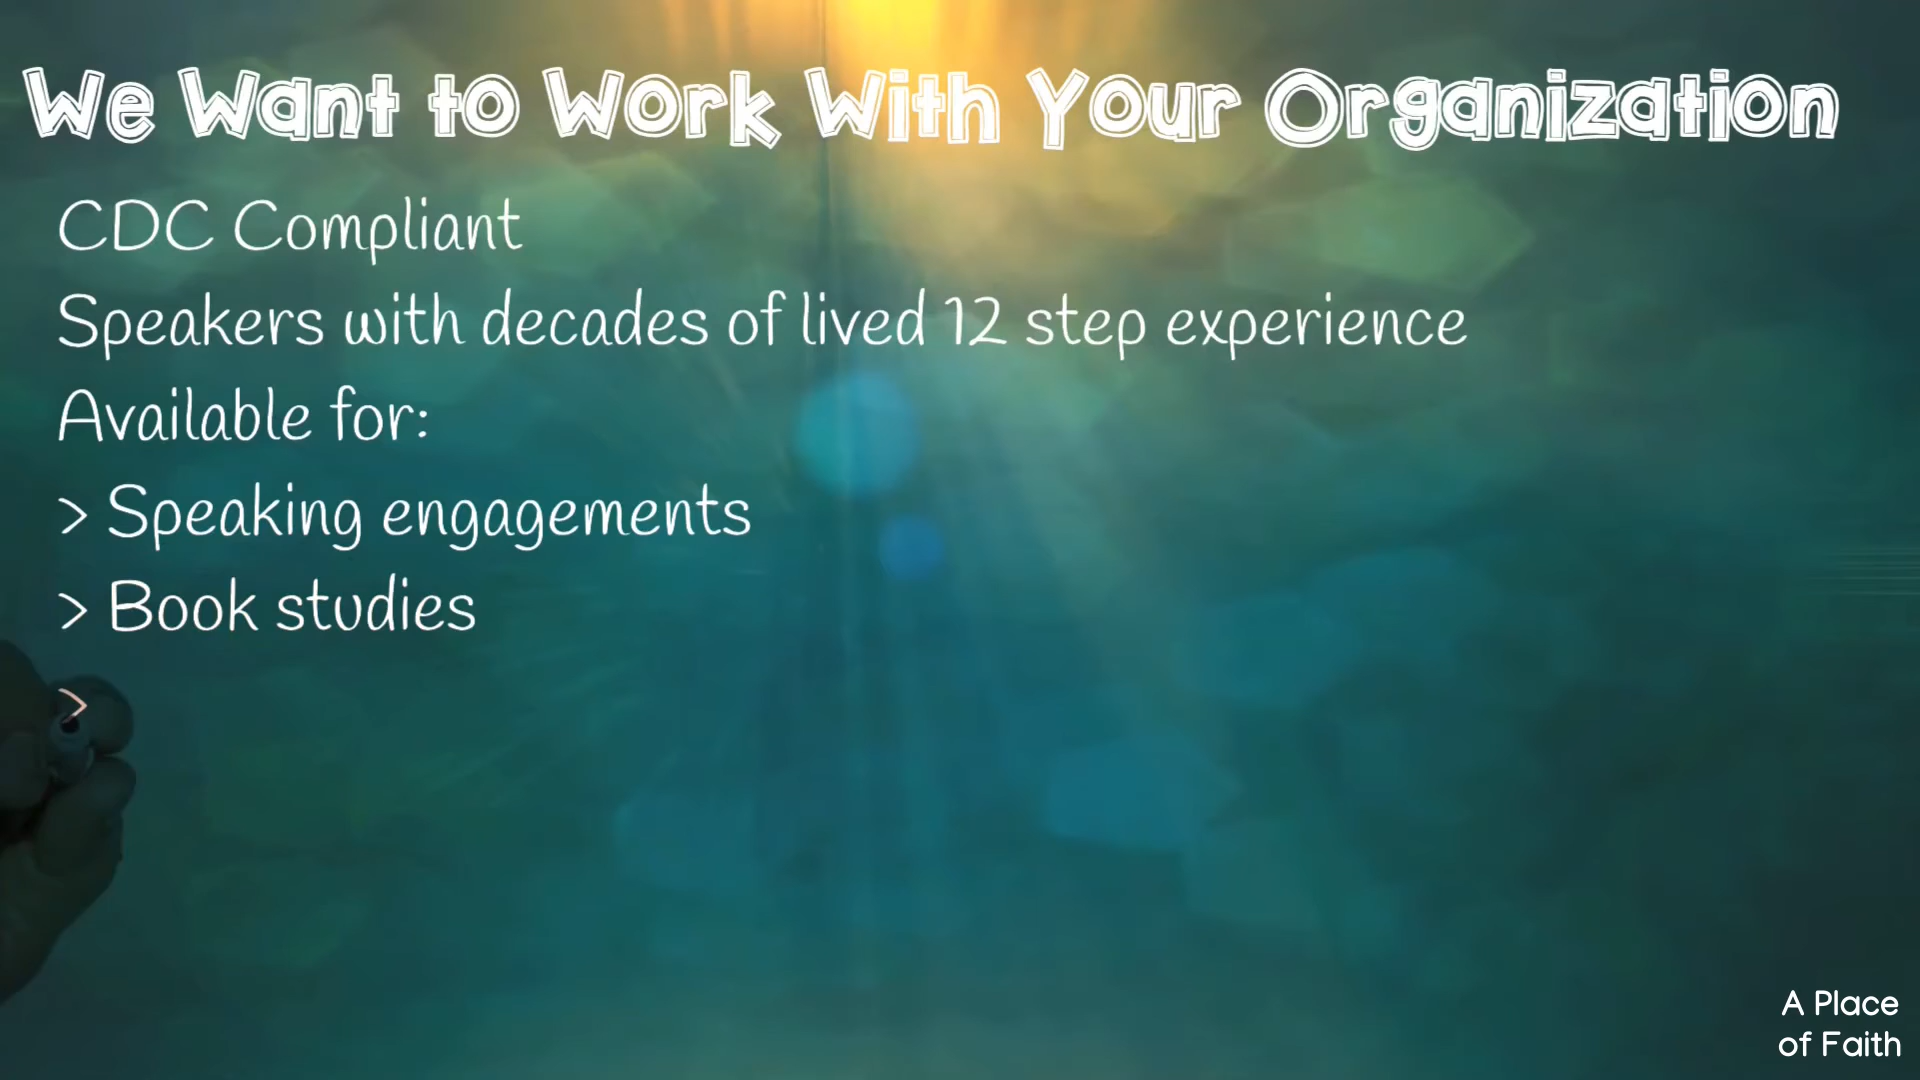 We Want to Work With Your Organization
CDC Compliant
Speakers with decades of lived 12 step experience
Available for:
> Speaking engagements
> Book studies
>
A Place
of Faith